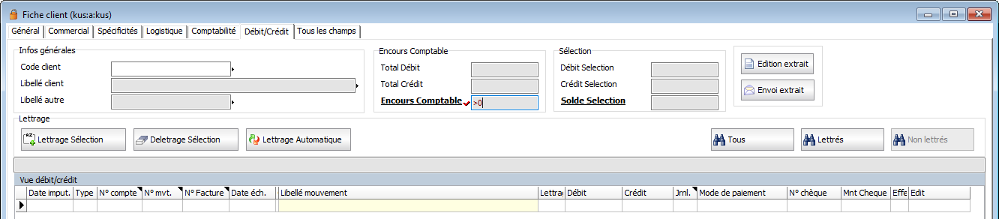 Fiche client (kus:a:kus)
Général Commercial Spécificités Logistique Comptabilité Débit/Crédit Tous les champs
Infos générales
Code client
Libellé client
Libellé autre
Encours Comptable
Total Débit
Total Crédit
Encours Comptable >0
Sélection
Débit Selection
Crédit Selection
Solde Selection
Edition extrait
Envoi extrait
Lettrage
Lettrage Sélection Deletrage Sélection Lettrage Automatique Tous Lettrés Non lettrés
Vue débit/crédit
Date imput. Type N° compte N° mvt. N° Facture Date éch. Libellé mouvement Lettrag Débit Crédit Jrnl. Mode de paiement N° chèque Mnt Cheque Effe Edit